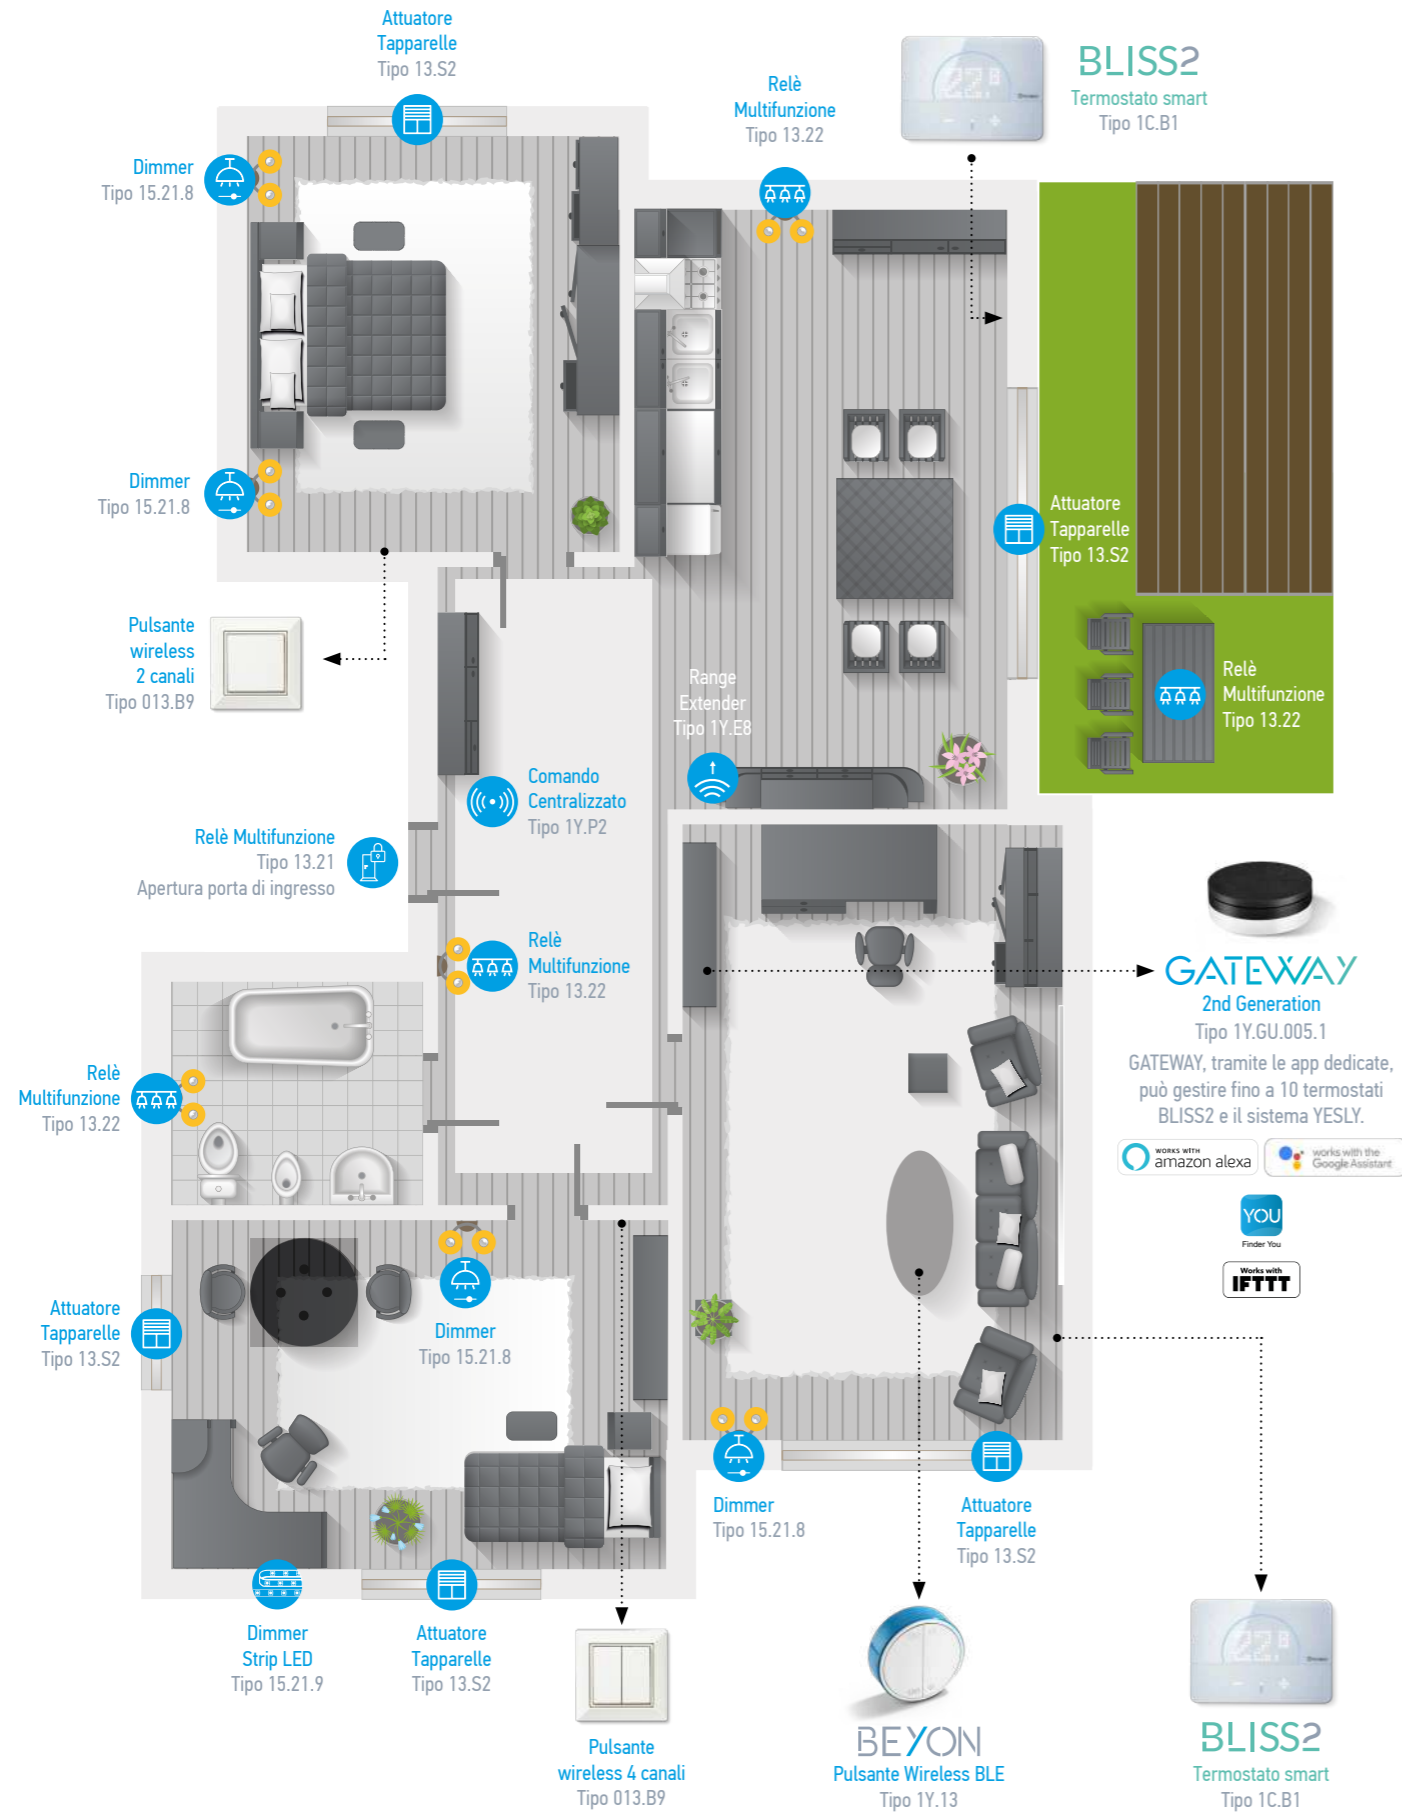 Attuatore
Tapparelle
Tipo 13.S2
BLISS2
Termostato smart
Tipo 1C.B1
Relè
Multifunzione
Tipo 13.22
Dimmer
Tipo 15.21.8
Dimmer
Tipo 15.21.8
Attuatore
Tapparelle
Tipo 13.S2
Pulsante
wireless
2 canali
Tipo 013.B9
Range
Extender
Tipo 1Y.E8
Relè
Multifunzione
Tipo 13.22
Comando
Centralizzato
Tipo 1Y.P2
Relè Multifunzione
Tipo 13.21
Apertura porta di ingresso
Relè
Multifunzione
Tipo 13.22
GATEWAY
2nd Generation
Tipo 1Y.GU.005.1
GATEWAY, tramite le app dedicate,
può gestire fino a 10 termostati
BLISS2 e il sistema YESLY.
WORKS WITH
amazon alexa
works with the
Google Assistant
YOU
Finder You
Works with
IFTTT
Relè
Multifunzione
Tipo 13.22
Attuatore
Tapparelle
Tipo 13.S2
Dimmer
Tipo 15.21.8
Dimmer
Tipo 15.21.8
Attuatore
Tapparelle
Tipo 13.S2
Dimmer
Strip LED
Tipo 15.21.9
Attuatore
Tapparelle
Tipo 13.S2
Pulsante
wireless 4 canali
Tipo 013.B9
BEYON
Pulsante Wireless BLE
Tipo 1Y.13
BLISS2
Termostato smart
Tipo 1C.B1